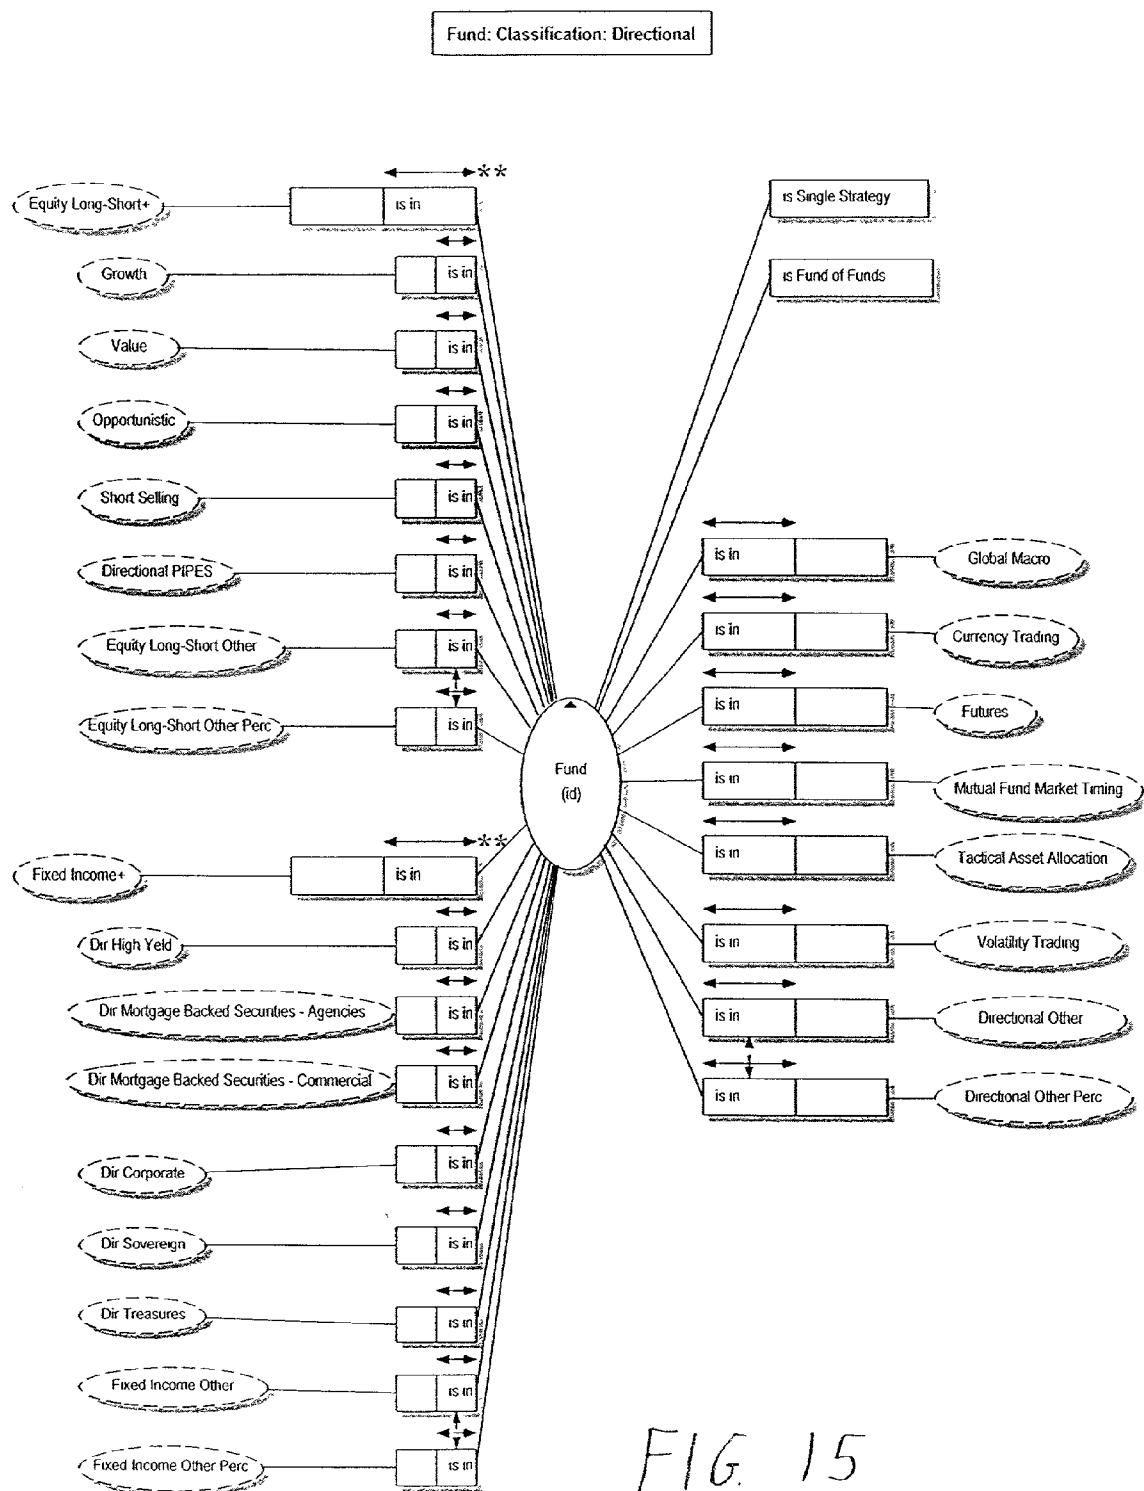 Fund: Classification: Directional
**
Equity Long-Short+
is in
Growth
is in
Value
is in
Opportunistic
is in
Short Selling
is in
Directional PIPES
is in
Equity Long-Short Other
is in
Equity Long-Short Other Perc
is in
**
Fixed Income+
is in
Dir High Yeld
is in
Dir Mortgage Backed Securities - Agencies
is in
Dir Mortgage Backed Securities - Commercial
is in
Dir Corporate
is in
Dir Sovereign
is in
Dir Treasures
is in
Fixed Income Other
is in
Fixed Income Other Perc
is in
Fund
(id)
is Single Strategy
is Fund of Funds
is in
Global Macro
is in
Currency Trading
is in
Futures
is in
Mutual Fund Market Timing
is in
Tactical Asset Allocation
is in
Volatility Trading
is in
Directional Other
is in
Directional Other Perc
FIG. 15